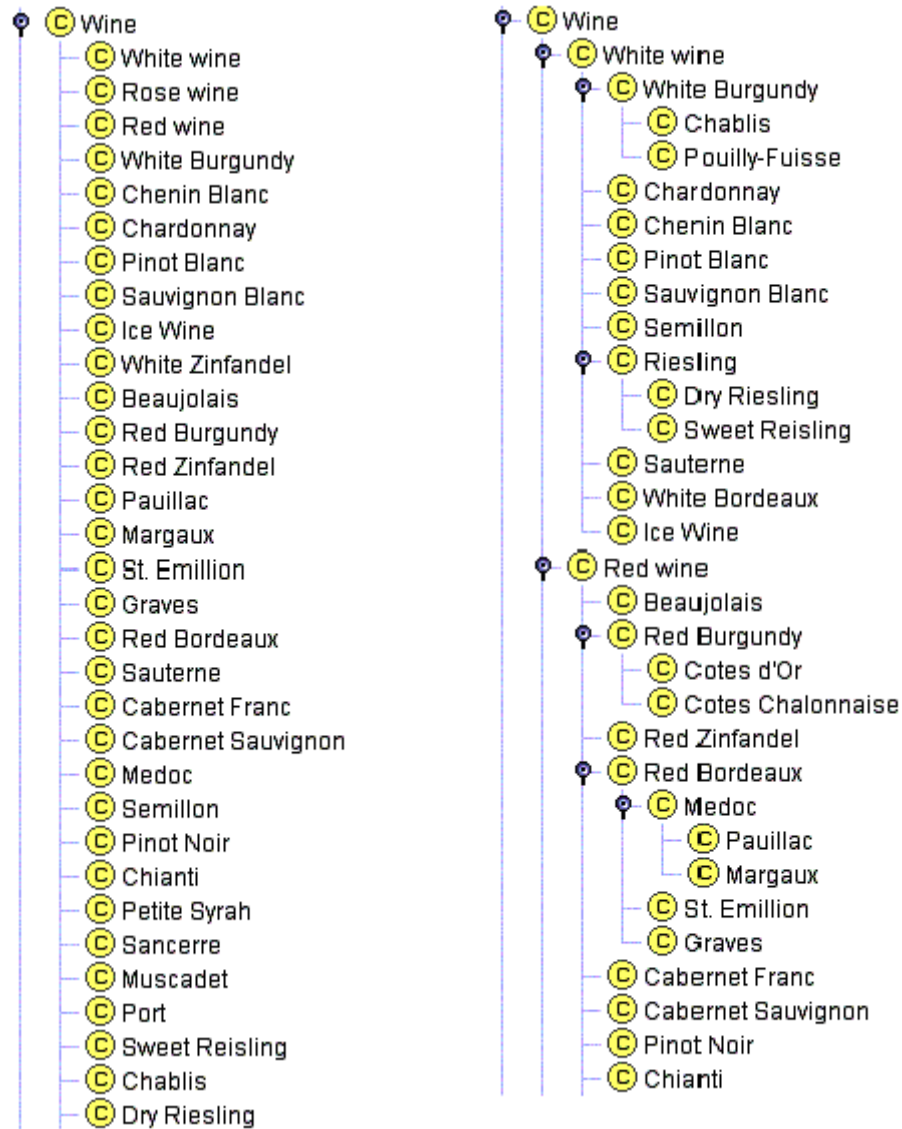 Wine
White wine
Rose wine
Red wine
White Burgundy
Chenin Blanc
Chardonnay
Pinot Blanc
Sauvignon Blanc
Ice Wine
White Zinfandel
Beaujolais
Red Burgundy
Red Zinfandel
Pauillac
Margaux
St. Emillion
Graves
Red Bordeaux
Sauterne
Cabernet Franc
Cabernet Sauvignon
Medoc
Semillon
Pinot Noir
Chianti
Petite Syrah
Sancerre
Muscadet
Port
Sweet Reisling
Chablis
Dry Riesling
Wine
White wine
White Burgundy
Chablis
Pouilly-Fuisse
Chardonnay
Chenin Blanc
Pinot Blanc
Sauvignon Blanc
Semillon
Riesling
Dry Riesling
Sweet Reisling
Sauterne
White Bordeaux
Ice Wine
Red wine
Beaujolais
Red Burgundy
Cotes d'Or
Cotes Chalonnaise
Red Zinfandel
Red Bordeaux
Medoc
Pauillac
Margaux
St. Emillion
Graves
Cabernet Franc
Cabernet Sauvignon
Pinot Noir
Chianti